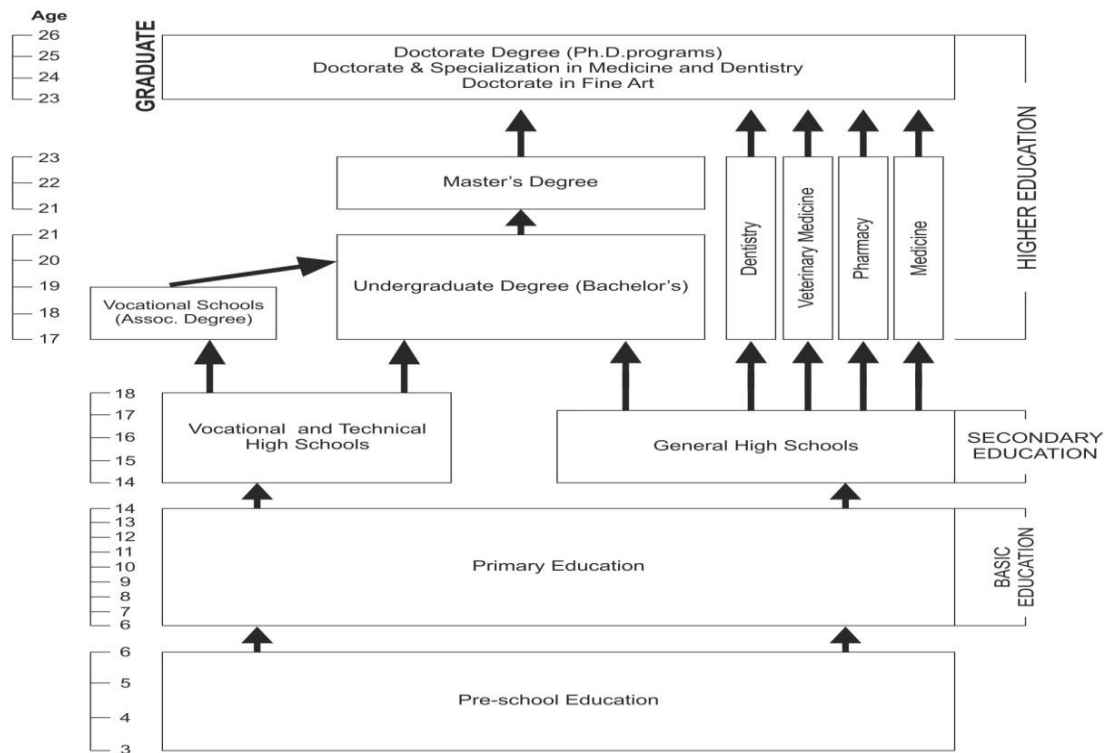 Age
26
25
24
23
GRADUATE
Doctorate Degree (Ph.D.programs)
Doctorate & Specialization in Medicine and Dentistry
Doctorate in Fine Art
HIGHER EDUCATION
23
22
21
Master's Degree
21
20
19
18
17
Vocational Schools
(Assoc. Degree)
Undergraduate Degree (Bachelor's)
Dentistry
Veterinary Medicine
Pharmacy
Medicine
18
17
16
15
14
Vocational and Technical
High Schools
General High Schools
SECONDARY
EDUCATION
14
13
12
11
10
9
8
7
6
Primary Education
BASIC
EDUCATION
6
5
4
3
Pre-school Education